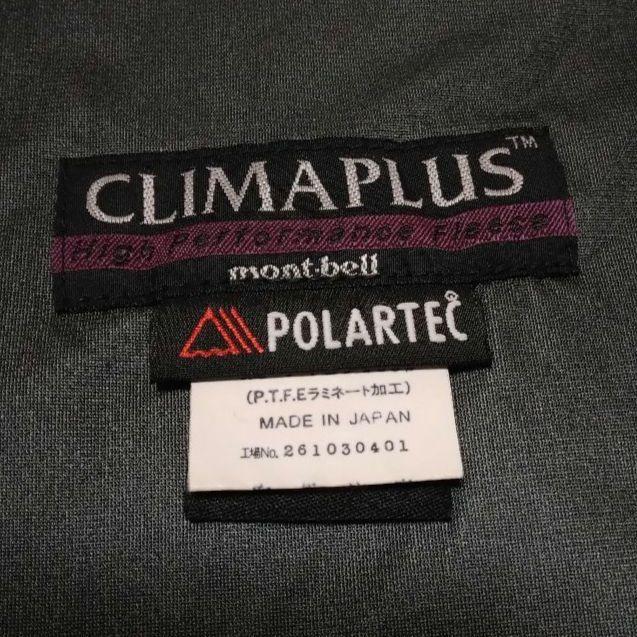 CLIMAPLUS™
High Performance Fleece
mont·bell
POLARTEC®
(P.T.F.Eラミネート加工)
MADE IN JAPAN
工場No. 261030401